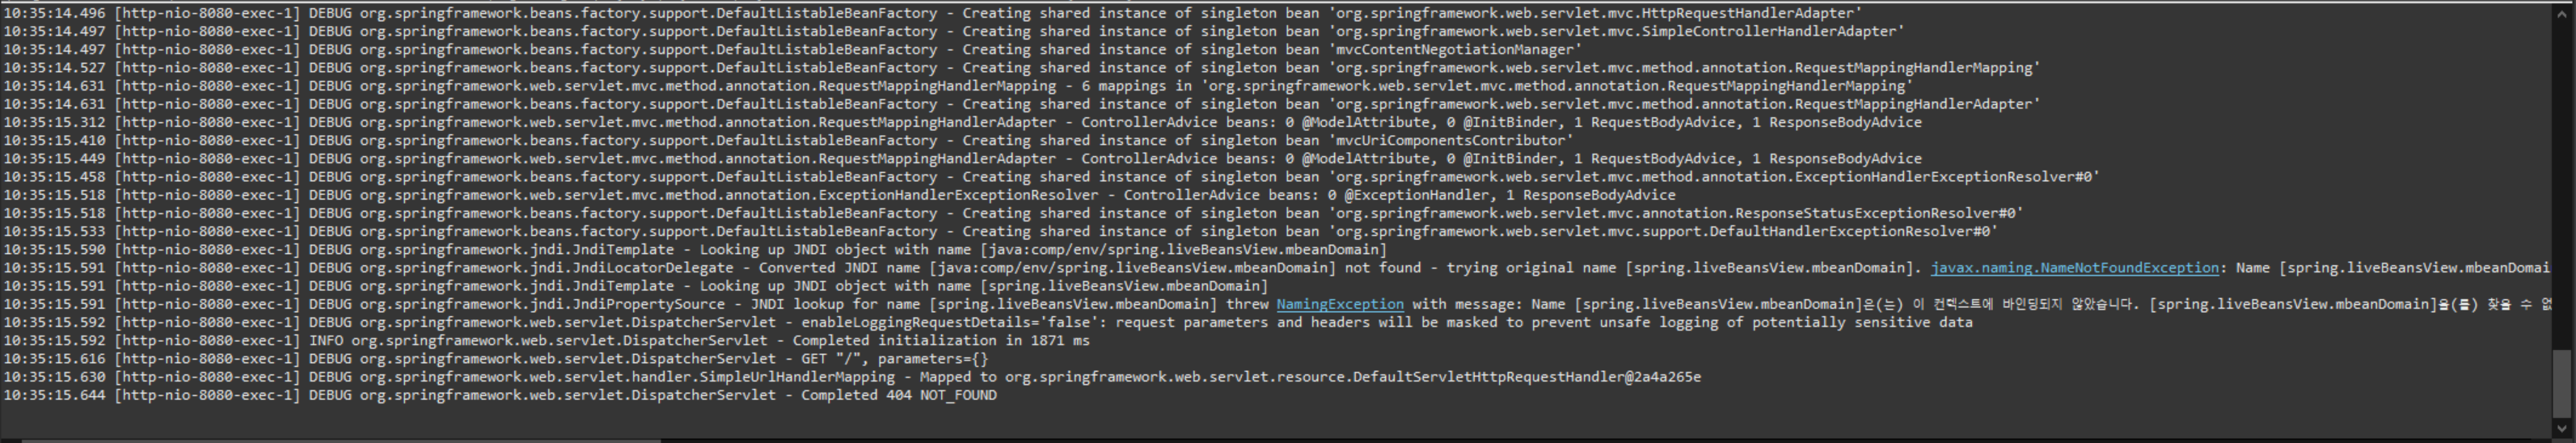 10:35:14.496 [http-nio-8080-exec-1] DEBUG org.springframework.beans.factory.support.DefaultListableBeanFactory - Creating shared instance of singleton bean 'org.springframework.web.servlet.mvc.HttpRequestHandlerAdapter'
10:35:14.497 [http-nio-8080-exec-1] DEBUG org.springframework.beans.factory.support.DefaultListableBeanFactory - Creating shared instance of singleton bean 'org.springframework.web.servlet.mvc.SimpleControllerHandlerAdapter'
10:35:14.497 [http-nio-8080-exec-1] DEBUG org.springframework.beans.factory.support.DefaultListableBeanFactory - Creating shared instance of singleton bean 'mvcContentNegotiationManager'
10:35:14.527 [http-nio-8080-exec-1] DEBUG org.springframework.beans.factory.support.DefaultListableBeanFactory - Creating shared instance of singleton bean 'org.springframework.web.servlet.mvc.method.annotation.RequestMappingHandlerMapping'
10:35:14.631 [http-nio-8080-exec-1] DEBUG org.springframework.web.servlet.mvc.method.annotation.RequestMappingHandlerMapping - 6 mappings in 'org.springframework.web.servlet.mvc.method.annotation.RequestMappingHandlerMapping'
10:35:14.631 [http-nio-8080-exec-1] DEBUG org.springframework.beans.factory.support.DefaultListableBeanFactory - Creating shared instance of singleton bean 'org.springframework.web.servlet.mvc.method.annotation.RequestMappingHandlerAdapter'
10:35:15.312 [http-nio-8080-exec-1] DEBUG org.springframework.web.servlet.mvc.method.annotation.RequestMappingHandlerAdapter - ControllerAdvice beans: 0 @ModelAttribute, 0 @InitBinder, 1 RequestBodyAdvice, 1 ResponseBodyAdvice
10:35:15.410 [http-nio-8080-exec-1] DEBUG org.springframework.beans.factory.support.DefaultListableBeanFactory - Creating shared instance of singleton bean 'mvcUriComponentsContributor'
10:35:15.449 [http-nio-8080-exec-1] DEBUG org.springframework.web.servlet.mvc.method.annotation.RequestMappingHandlerAdapter - ControllerAdvice beans: 0 @ModelAttribute, 0 @InitBinder, 1 RequestBodyAdvice, 1 ResponseBodyAdvice
10:35:15.458 [http-nio-8080-exec-1] DEBUG org.springframework.beans.factory.support.DefaultListableBeanFactory - Creating shared instance of singleton bean 'org.springframework.web.servlet.mvc.method.annotation.ExceptionHandlerExceptionResolver#0'
10:35:15.518 [http-nio-8080-exec-1] DEBUG org.springframework.web.servlet.mvc.method.annotation.ExceptionHandlerExceptionResolver - ControllerAdvice beans: 0 @ExceptionHandler, 1 ResponseBodyAdvice
10:35:15.518 [http-nio-8080-exec-1] DEBUG org.springframework.beans.factory.support.DefaultListableBeanFactory - Creating shared instance of singleton bean 'org.springframework.web.servlet.mvc.annotation.ResponseStatusExceptionResolver#0'
10:35:15.533 [http-nio-8080-exec-1] DEBUG org.springframework.beans.factory.support.DefaultListableBeanFactory - Creating shared instance of singleton bean 'org.springframework.web.servlet.mvc.support.DefaultHandlerExceptionResolver#0'
10:35:15.590 [http-nio-8080-exec-1] DEBUG org.springframework.jndi.JndiTemplate - Looking up JNDI object with name [java:comp/env/spring.liveBeansView.mbeanDomain]
10:35:15.591 [http-nio-8080-exec-1] DEBUG org.springframework.jndi.JndiLocatorDelegate - Converted JNDI name [java:comp/env/spring.liveBeansView.mbeanDomain] not found - trying original name [spring.liveBeansView.mbeanDomain]. javax.naming.NameNotFoundException: Name [spring.liveBeansView.mbeanDomai
10:35:15.591 [http-nio-8080-exec-1] DEBUG org.springframework.jndi.JndiTemplate - Looking up JNDI object with name [spring.liveBeansView.mbeanDomain]
10:35:15.591 [http-nio-8080-exec-1] DEBUG org.springframework.jndi.JndiPropertySource - JNDI lookup for name [spring.liveBeansView.mbeanDomain] threw NamingException with message: Name [spring.liveBeansView.mbeanDomain]은(는) 이 컨텍스트에 바인딩되지 않았습니다. [spring.liveBeansView.mbeanDomain]을(를) 찾을 수 없
10:35:15.592 [http-nio-8080-exec-1] DEBUG org.springframework.web.servlet.DispatcherServlet - enableLoggingRequestDetails='false': request parameters and headers will be masked to prevent unsafe logging of potentially sensitive data
10:35:15.592 [http-nio-8080-exec-1] INFO org.springframework.web.servlet.DispatcherServlet - Completed initialization in 1871 ms
10:35:15.616 [http-nio-8080-exec-1] DEBUG org.springframework.web.servlet.DispatcherServlet - GET "/", parameters={}
10:35:15.630 [http-nio-8080-exec-1] DEBUG org.springframework.web.servlet.handler.SimpleUrlHandlerMapping - Mapped to org.springframework.web.servlet.resource.DefaultServletHttpRequestHandler@2a4a265e
10:35:15.644 [http-nio-8080-exec-1] DEBUG org.springframework.web.servlet.DispatcherServlet - Completed 404 NOT_FOUND